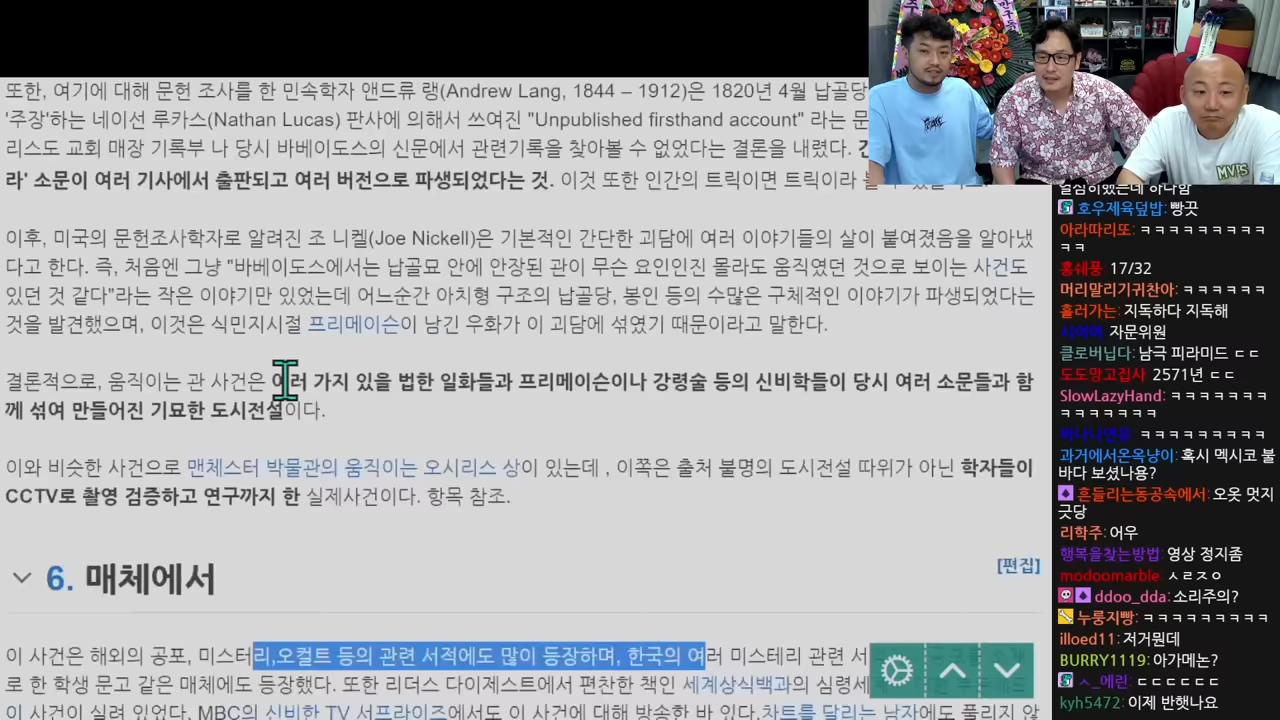 또한, 여기에 대해 문헌 조사를 한 민속학자 앤드류 랭(Andrew Lang, 1844 – 1912)은 1820년 4월 납골당
'주장'하는 네이선 루카스(Nathan Lucas) 판사에 의해서 쓰여진 "Unpublished firsthand account" 라는 문
리스도 교회 매장 기록부 나 당시 바베이도스의 신문에서 관련기록을 찾아볼 수 없었다는 결론을 내렸다.
라' 소문이 여러 기사에서 출판되고 여러 버전으로 파생되었다는 것. 이것 또한 인간의 트릭이면 트릭이라
이후, 미국의 문헌조사학자로 알려진 조 니켈(Joe Nickell)은 기본적인 간단한 괴담에 여러 이야기들의 살이 붙여졌음을 알아냈
다고 한다. 즉, 처음엔 그냥 "바베이도스에서는 납골묘 안에 안장된 관이 무슨 요인인진 몰라도 움직였던 것으로 보이는 사건도
있던 것 같다"라는 작은 이야기만 있었는데 어느순간 아치형 구조의 납골당, 봉인 등의 수많은 구체적인 이야기가 파생되었다는
것을 발견했으며, 이것은 식민지시절 프리메이슨이 남긴 우화가 이 괴담에 섞였기 때문이라고 말한다.
결론적으로, 움직이는 관 사건은 여러 가지 있을 법한 일화들과 프리메이슨이나 강령술 등의 신비학들이 당시 여러 소문들과 함
께 섞여 만들어진 기묘한 도시전설이다.
이와 비슷한 사건으로 맨체스터 박물관의 움직이는 오시리스 상이 있는데 , 이쪽은 출처 불명의 도시전설 따위가 아닌 학자들이
CCTV로 촬영 검증하고 연구까지 한 실제사건이다. 항목 참조.
6. 매체에서
[편집]
이 사건은 해외의 공포, 미스터리,오컬트 등의 관련 서적에도 많이 등장하며, 한국의 여러 미스터리 관련 서
로 한 학생 문고 같은 매체에도 등장했다. 또한 리더스 다이제스트에서 편찬한 책인 세계상식백과의 심령세
이 사건이 실려 있었다. MBC의 신비한 TV 서프라이즈에서도 이 사건에 대해 방송한 바 있다.차트를 달리는 남자에도 풀리지 않
MVPS
열심히했는데 하나함
호우제육덮밥: 빵끗
아라따리또: ㅋㅋㅋㅋㅋㅋㅋㅋㅋ
ㅋㅋ
홍쉐풍 17/32
머리말리기귀찬아: ㅋㅋㅋㅋㅋㅋ
홀러가는: 지독하다 지독해
자문위원
클로버닙다: 남극 피라미드 ㄷㄷ
도도망고집사 2571년 ㄷㄷ
SlowLazyHand: ㅋㅋㅋㅋㅋㅋㅋ
ㅋㅋㅋㅋㅋㅋㅋ
ㅋㅋㅋㅋㅋㅋㅋㅋㅋ
과거에서온옥냥이: 혹시 멕시코 불
바다 보셨나용?
흔들리는동공속에서: 오옷 멋지
긋당
리학주: 어우
행복을찾는방법 영상 정지좀
modoomarble ㅅㄹㅈㅇ
ddoo_dda: 소리주의?
누룽지빵: ㅋㅋㅋㅋㅋㅋㅋㅋㅋ
illoed11: 저거뭔데
BURRY1119: 아가메논?
ㅅ_에린: ㄷㄷㄷㄷㄷㄷ
kyh5472: 이제 반햇나요